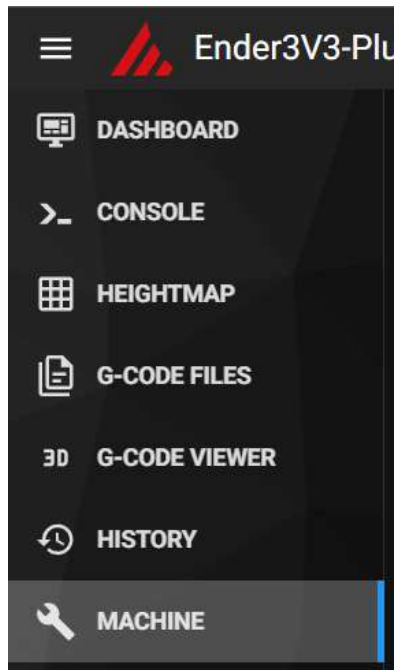 Ender3V3-Plu
DASHBOARD
CONSOLE
HEIGHTMAP
G-CODE FILES
3D G-CODE VIEWER
HISTORY
MACHINE